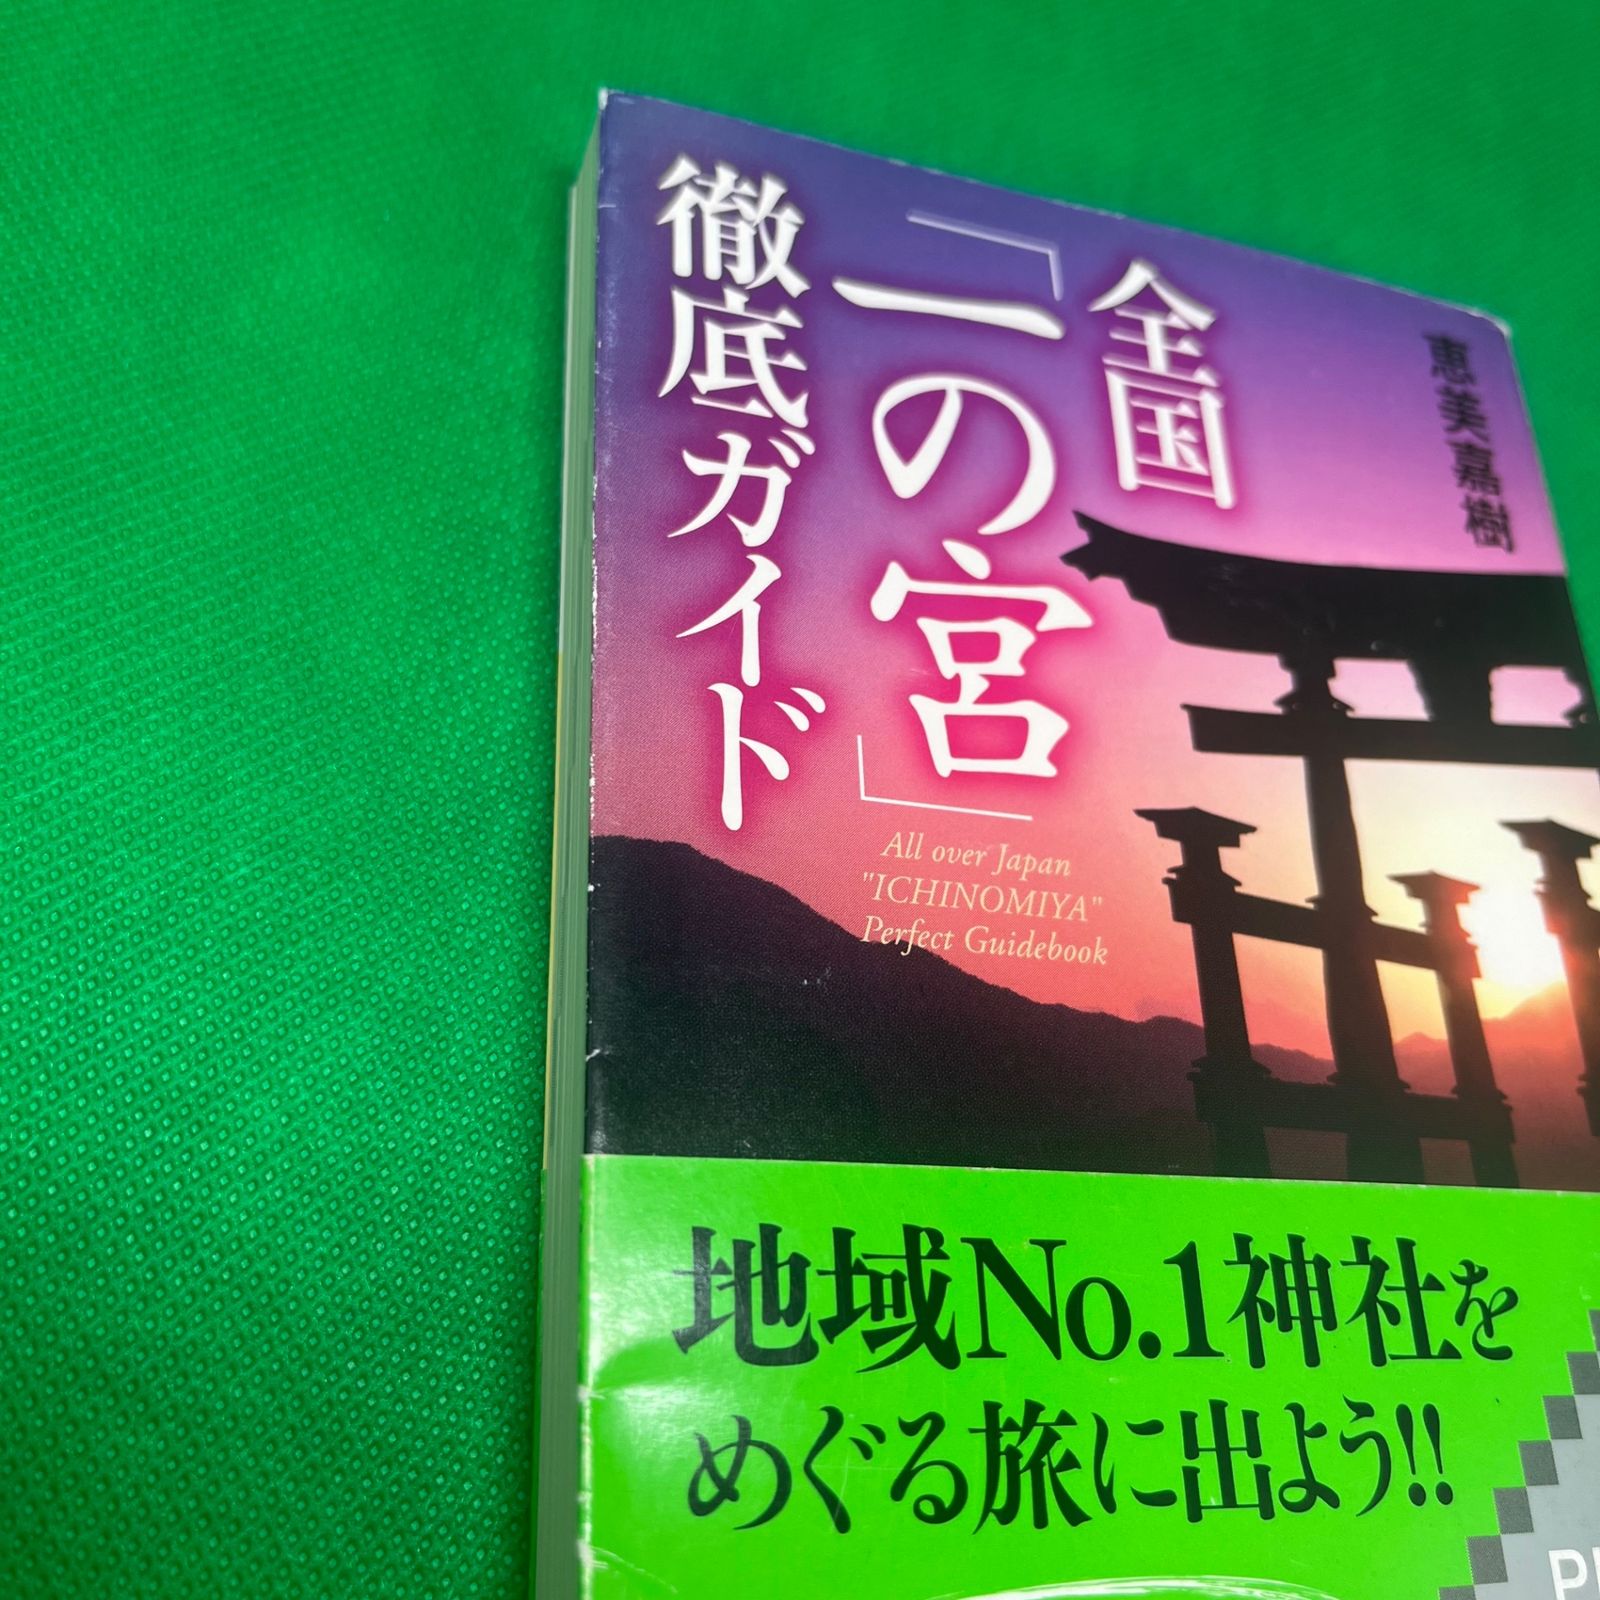 恵美嘉樹
全国
「一の宮」
徹底ガイド
All over Japan
"ICHINOMIYA"
Perfect Guidebook
地域No.1神社を
めぐる旅に出よう!!